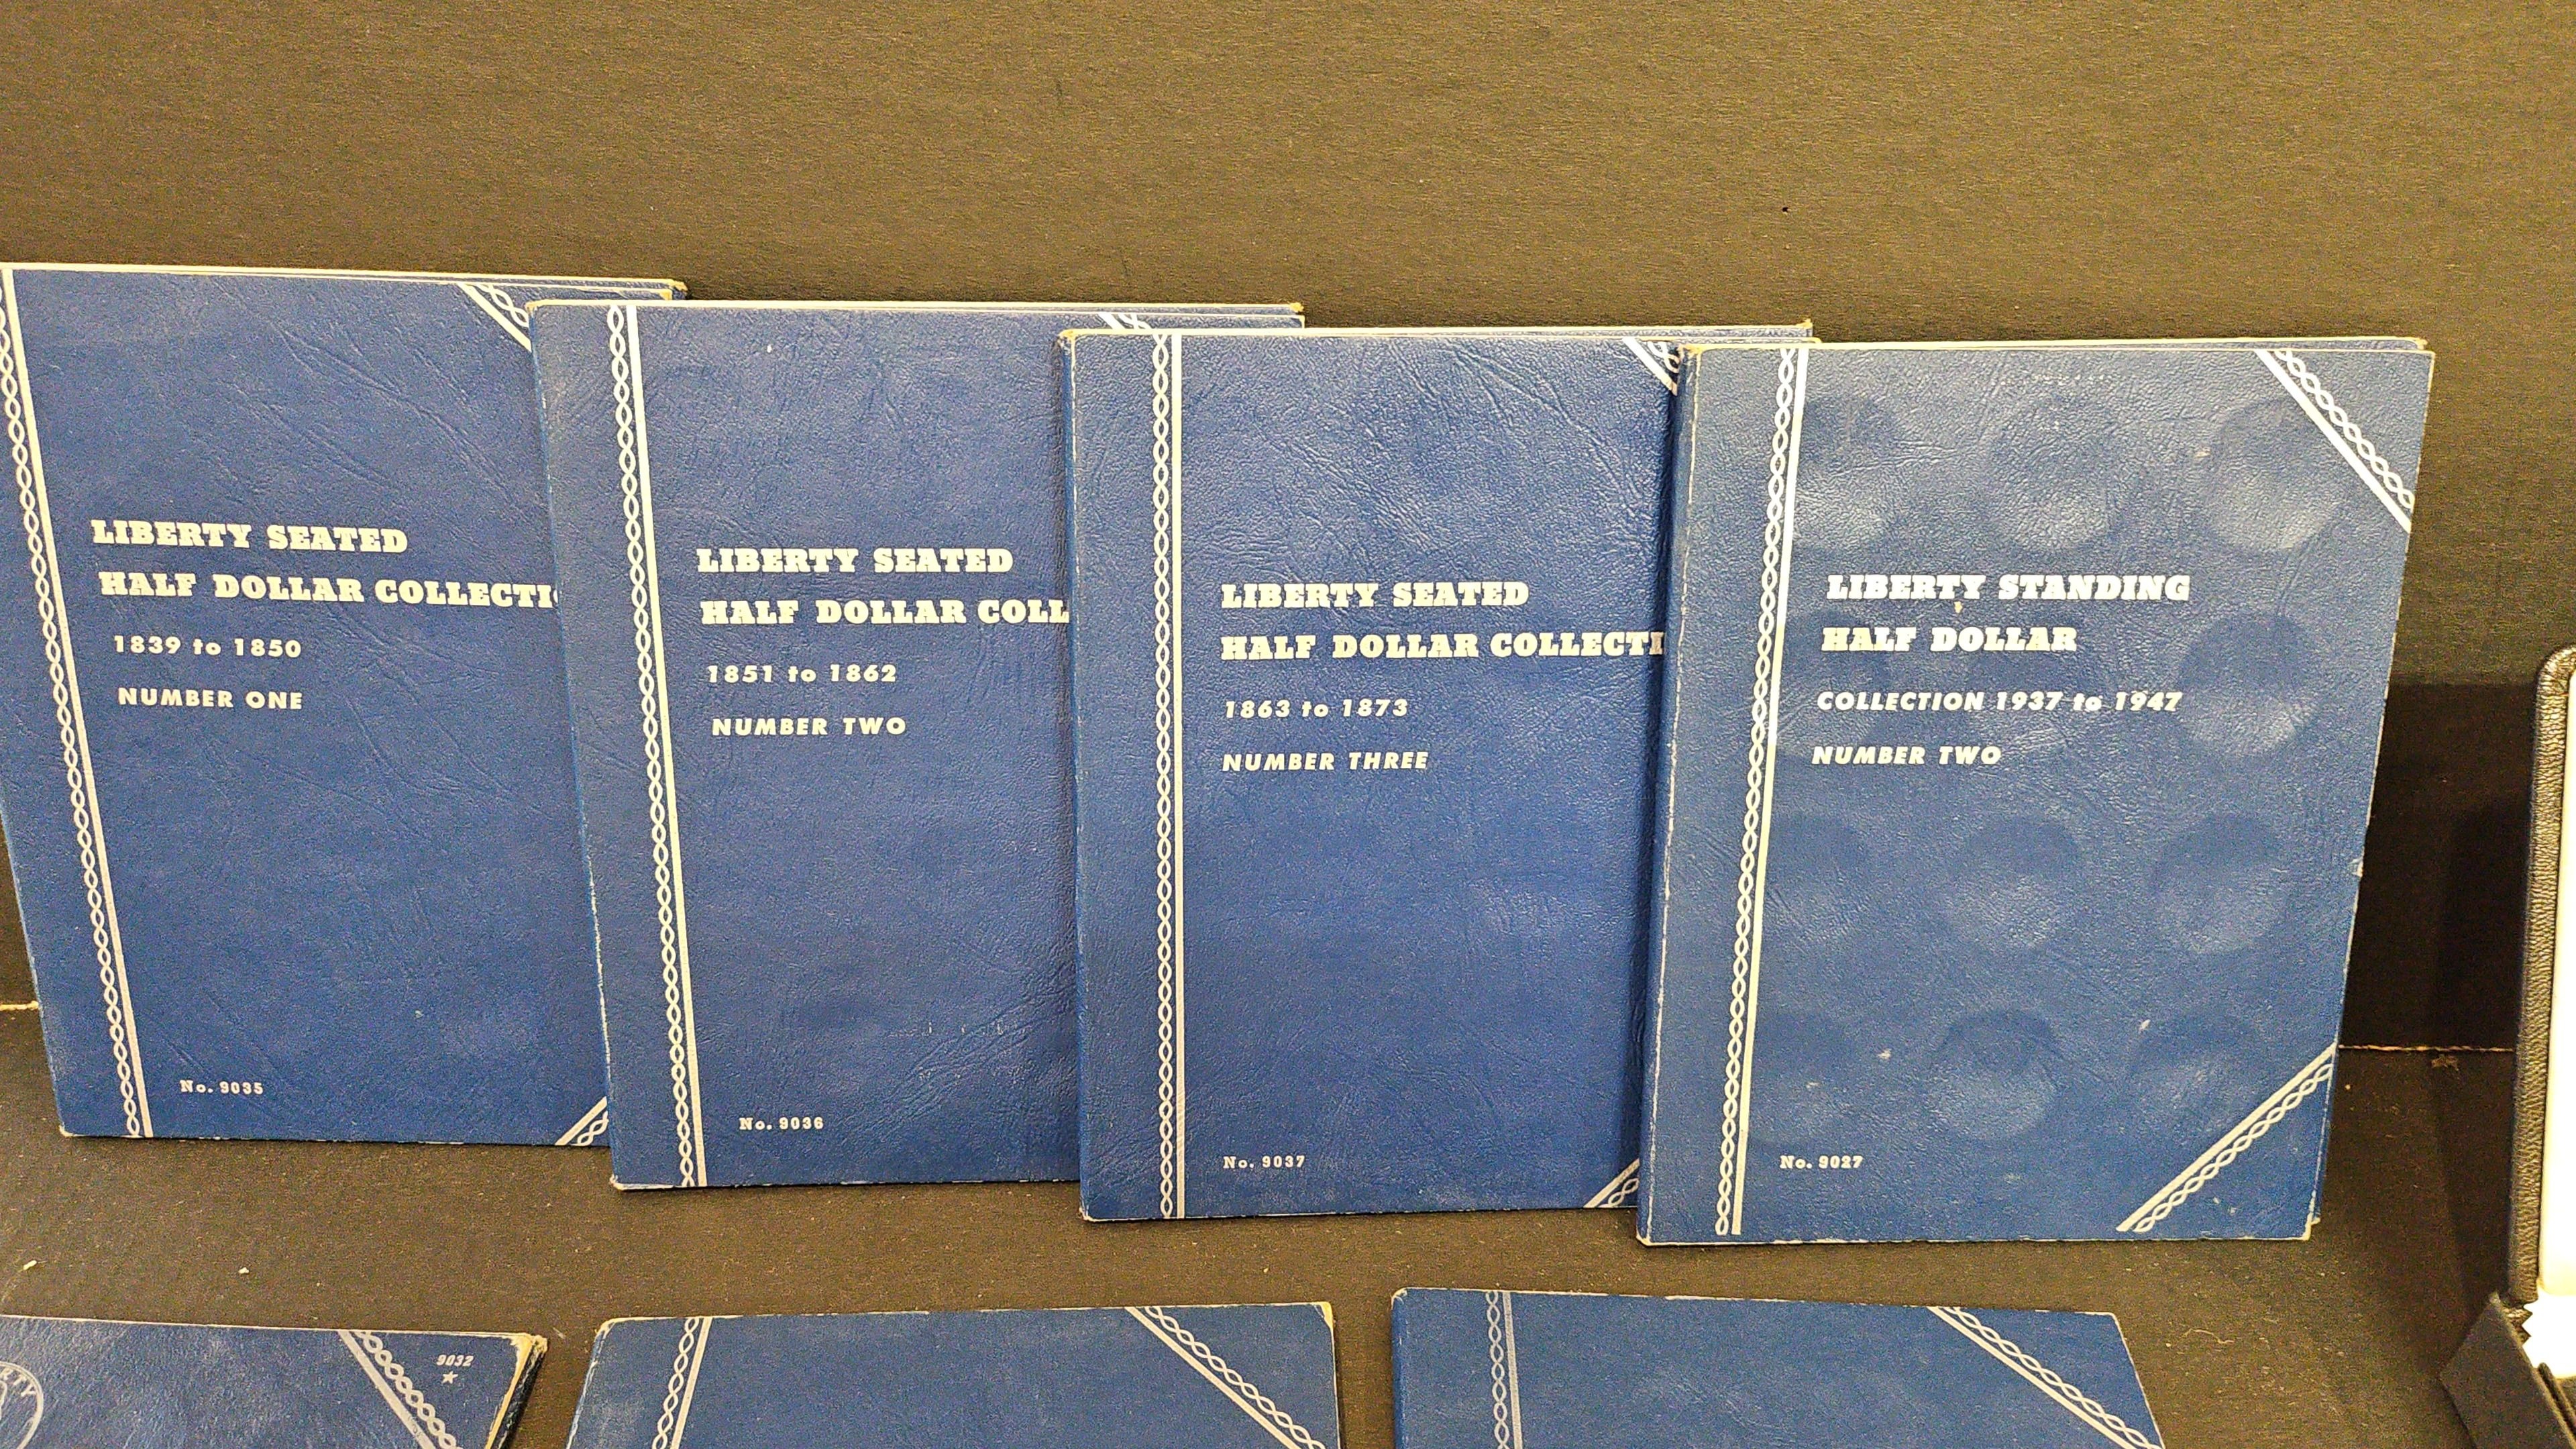 LIBERTY SEATED
HALF DOLLAR COLLECTI
1839 to 1850
NUMBER ONE
No. 9035
LIBERTY SEATED
HALF DOLLAR COLL
1851 to 1862
NUMBER TWO
No. 9036
LIBERTY SEATED
HALF DOLLAR COLLECTI
1863 to 1873
NUMBER THREE
No. 9037
LIBERTY STANDING
HALF DOLLAR
COLLECTION 1937 to 1947
NUMBER TWO
No. 9027
9032